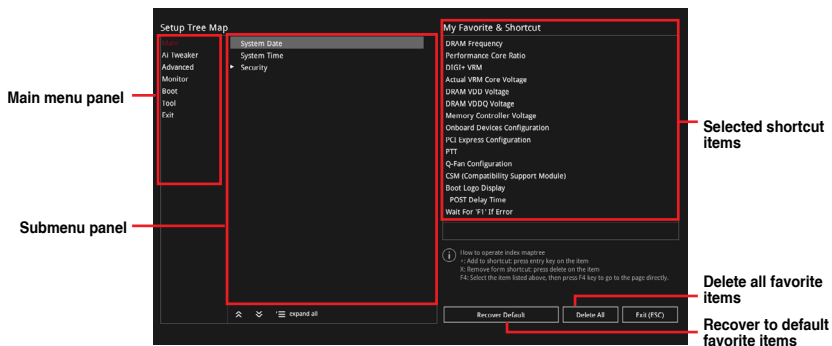 Setup Tree Map
Main
Ai Tweaker
Advanced
Monitor
Boot
Tool
Exit
System Date
System Time
Security
expand all
My Favorite & Shortcut
DRAM Frequency
Performance Core Ratio
DIGI+ VRM
Actual VRM Core Voltage
DRAM VDD Voltage
DRAM VDDQ Voltage
Memory Controller Voltage
Onboard Devices Configuration
PCI Express Configuration
PTT
Q-Fan Configuration
CSM (Compatibility Support Module)
Boot Logo Display
POST Delay Time
Wait For 'F1' If Error
How to operate index maptree
+: Add to shortcut: press entry key on the item
X: Remove form shortcut: press delete on the item
F4: Select the item listed above, then press F4 key to go to the page directly.
Recover Default
Delete All
Exit (ESC)
Main menu panel
Submenu panel
Selected shortcut
items
Delete all favorite
items
Recover to default
favorite items